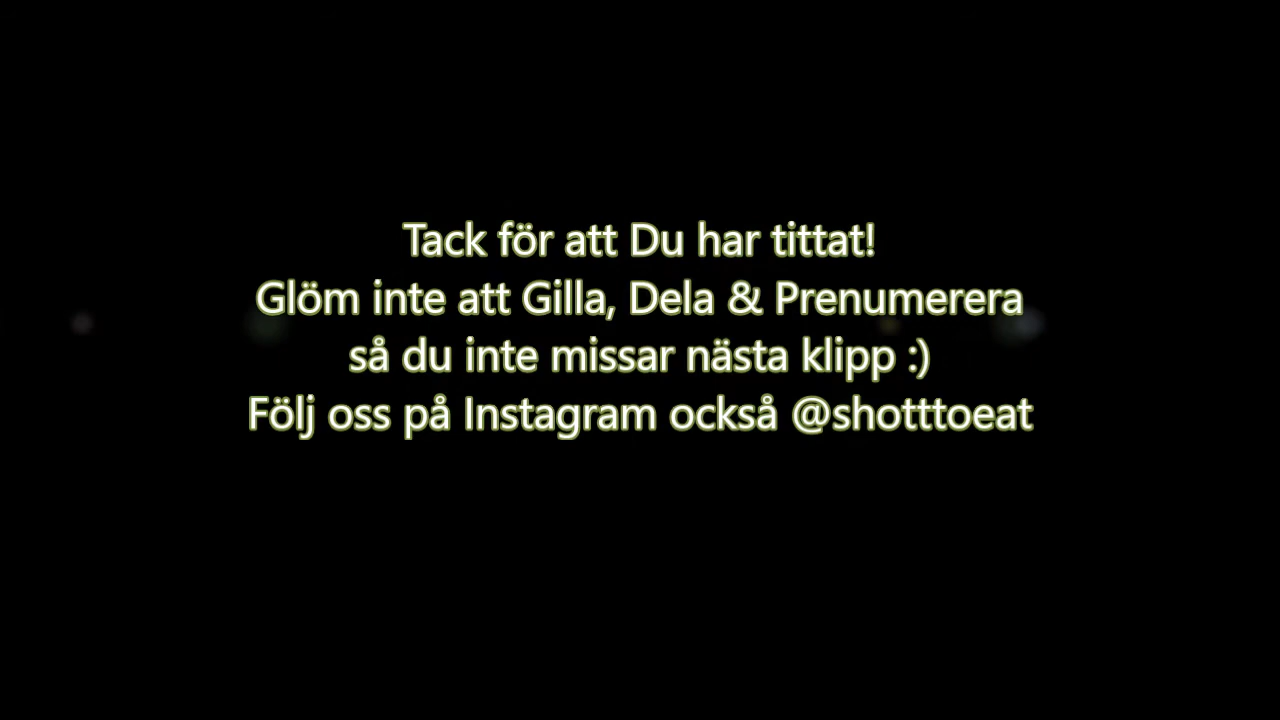 Tack för att Du har tittat!
Glöm inte att Gilla, Dela & Prenumerera
så du inte missar nästa klipp :)
Följ oss på Instagram också @shotttoeat